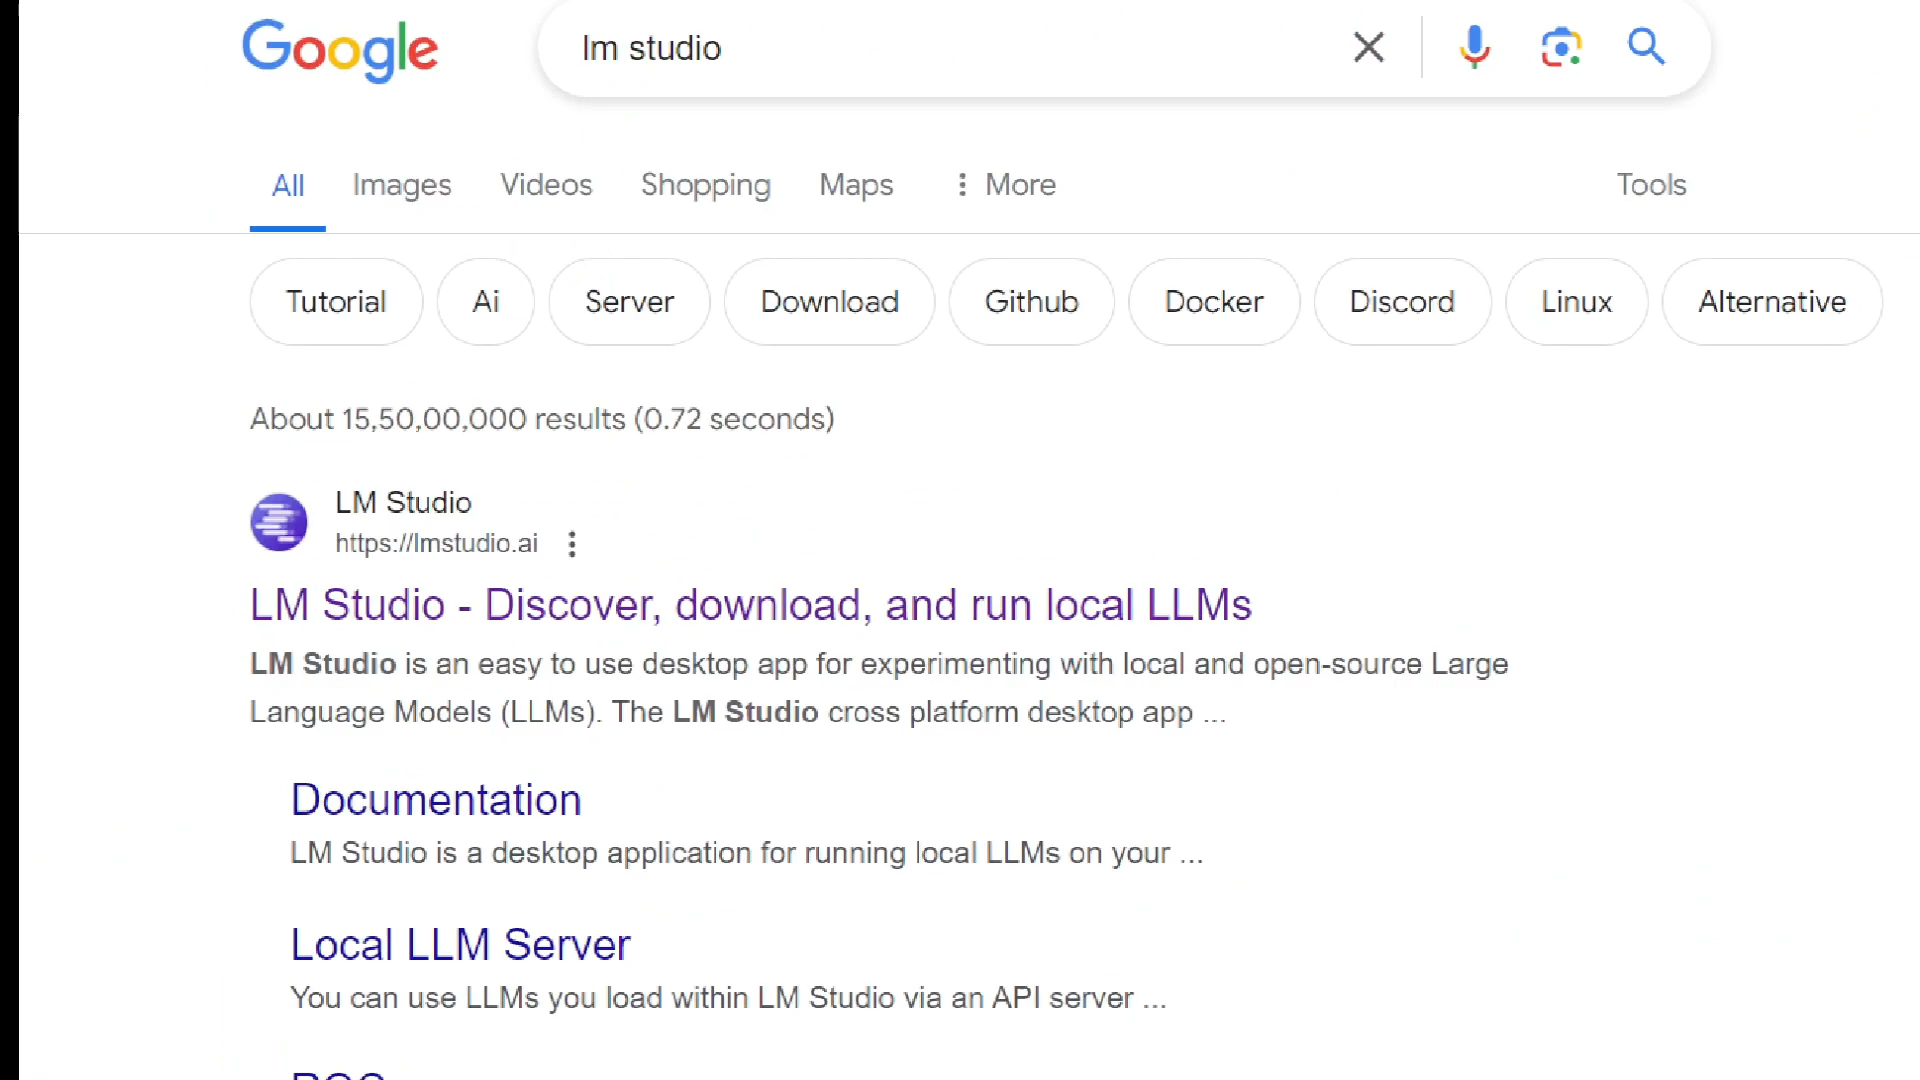 Google
lm studio
All Images Videos Shopping Maps More Tools
Tutorial Ai Server Download Github Docker Discord Linux Alternative
About 15,50,00,000 results (0.72 seconds)
LM Studio
https://lmstudio.ai
LM Studio - Discover, download, and run local LLMs
LM Studio is an easy to use desktop app for experimenting with local and open-source Large
Language Models (LLMs). The LM Studio cross platform desktop app ...
Documentation
LM Studio is a desktop application for running local LLMs on your ...
Local LLM Server
You can use LLMs you load within LM Studio via an API server ...